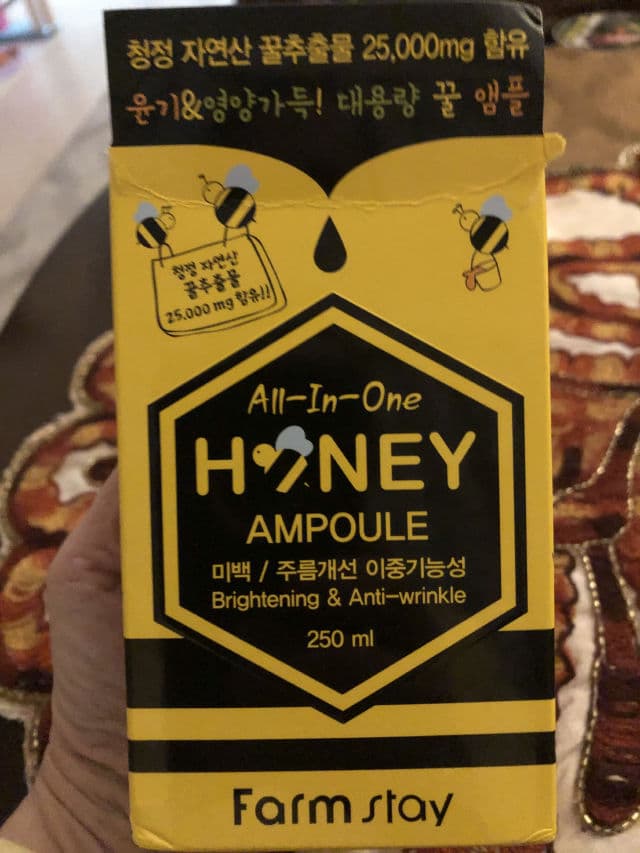 청정 자연산 꿀추출물 25,000mg 함유
윤기&영양가득! 대용량 꿀 앰플
청정 자연산
꿀추출물
25,000 mg 함유!!
All-In-One
HONEY
AMPOULE
미백 / 주름개선 이중기능성
Brightening & Anti-wrinkle
250 ml
Farm stay